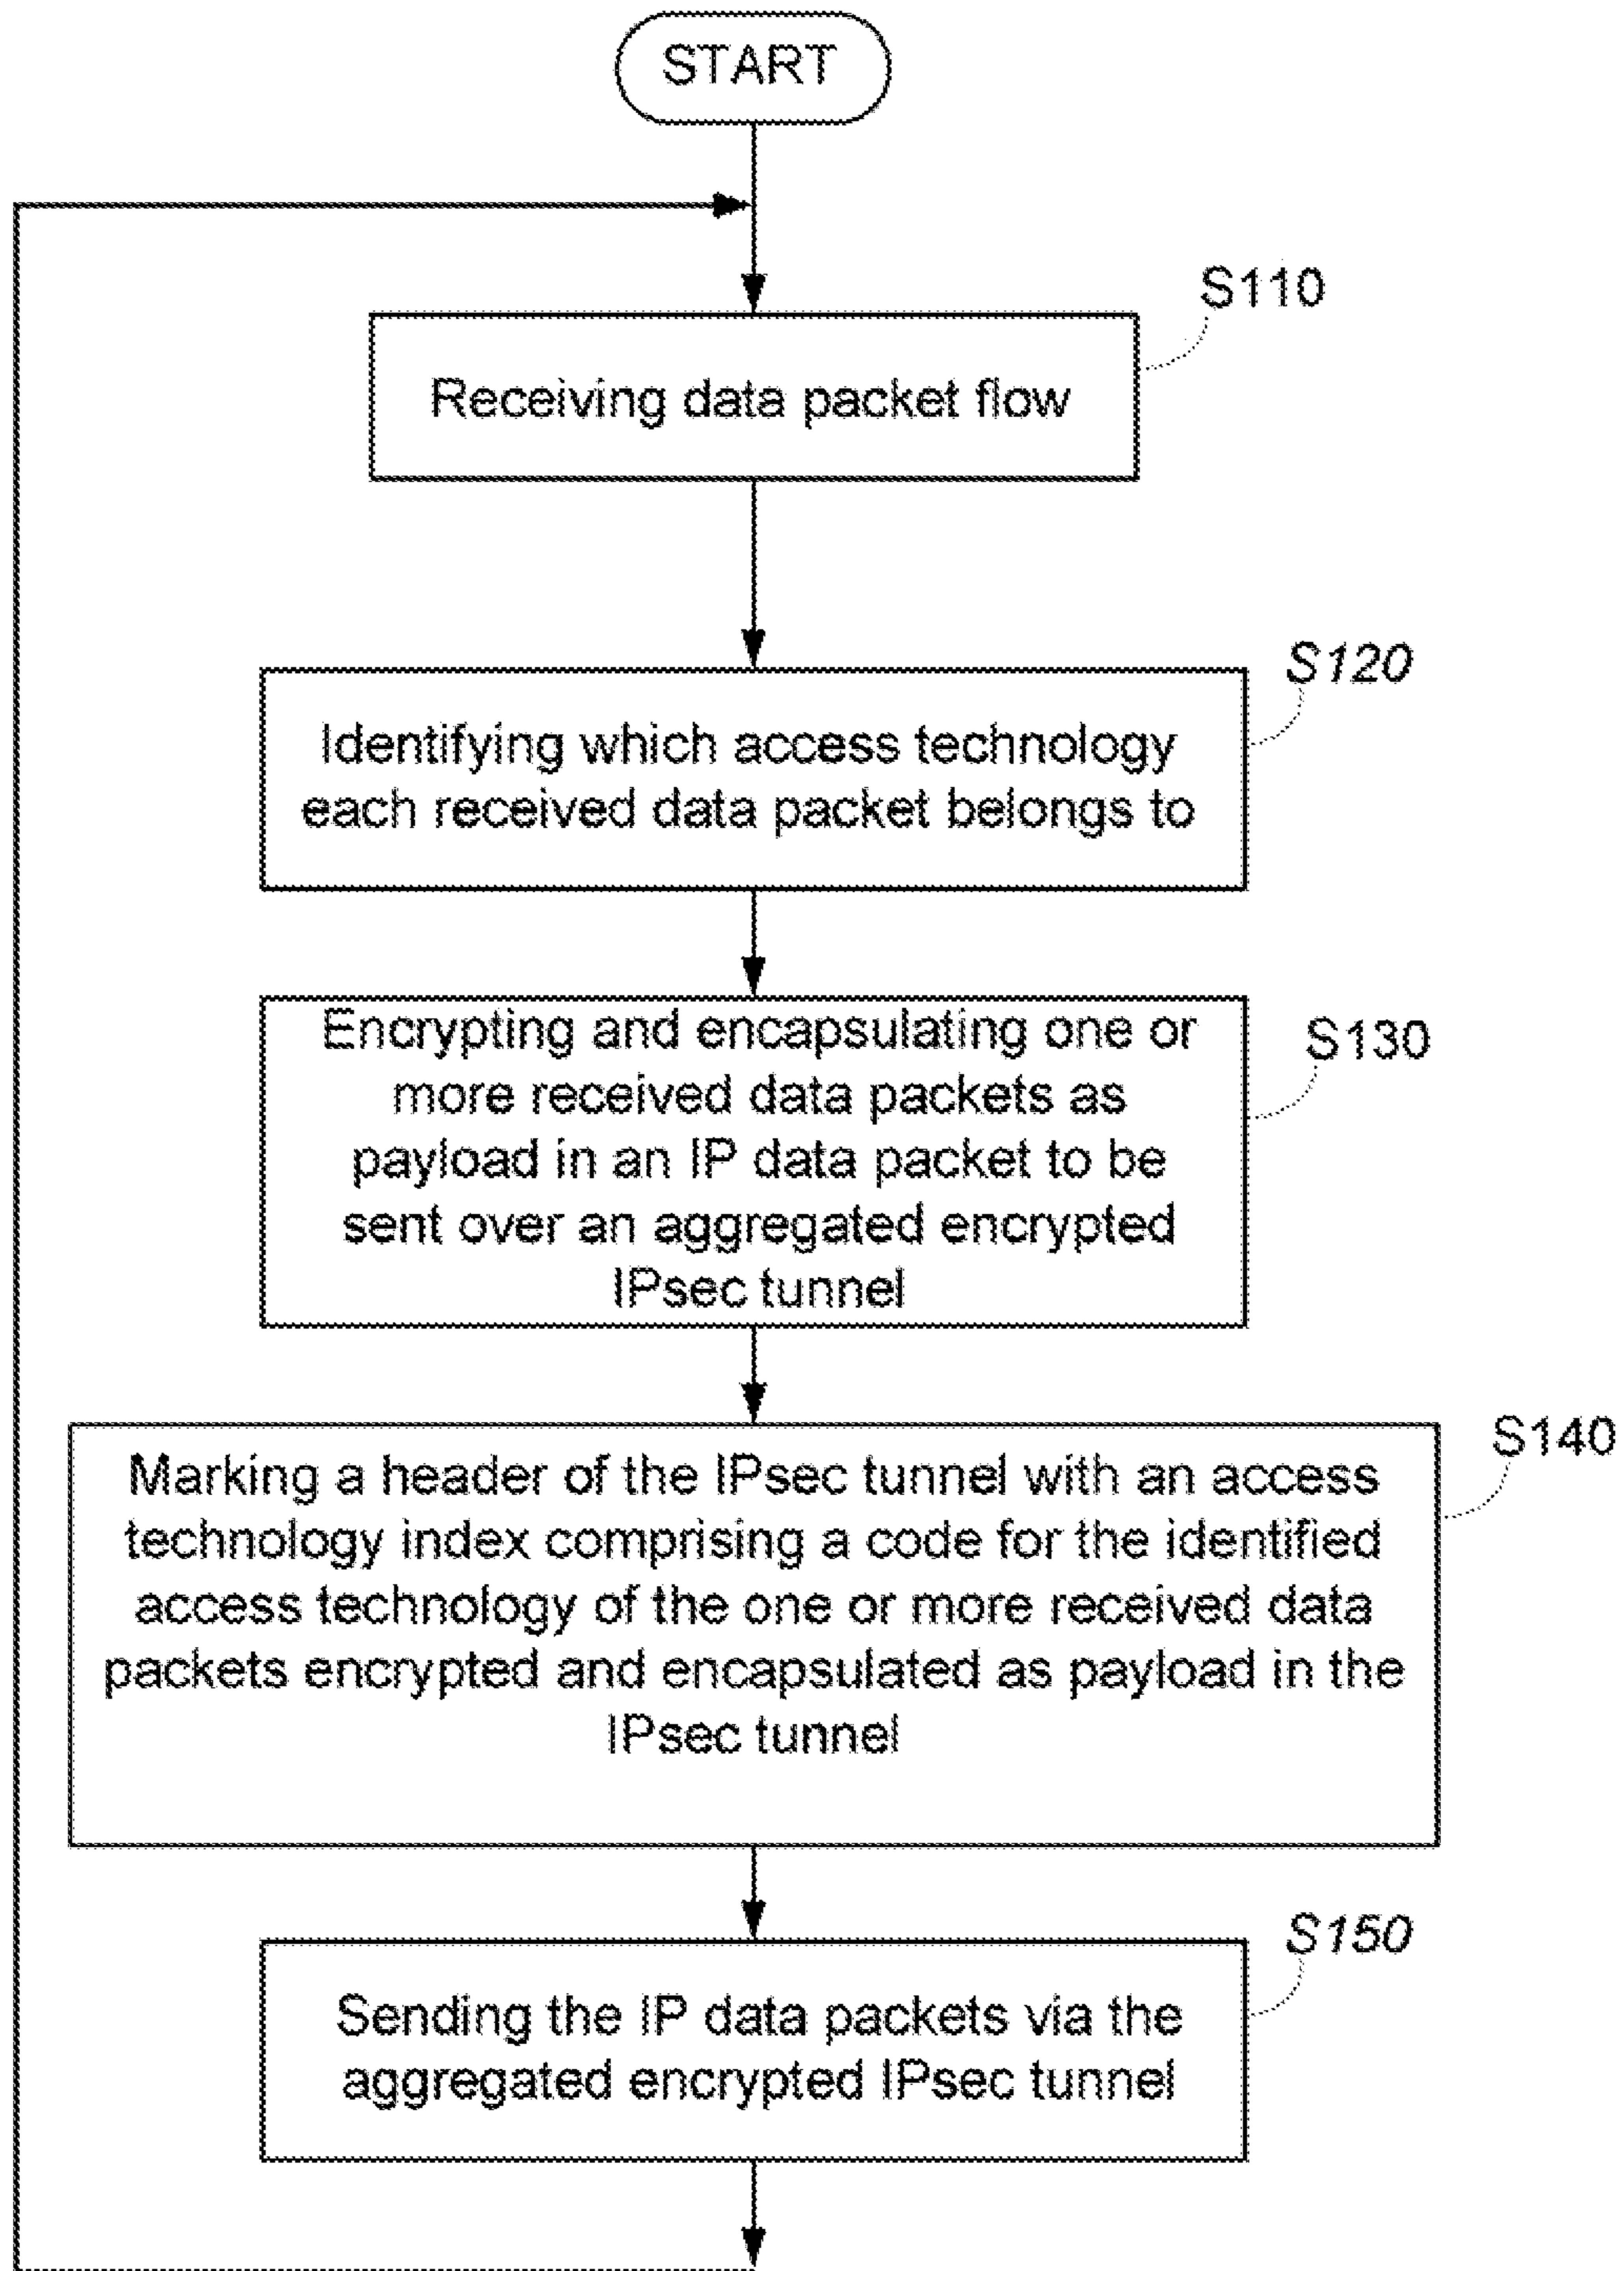 START
S110
Receiving data packet flow
S120
Identifying which access technology
each received data packet belongs to
S130
Encrypting and encapsulating one or
more received data packets as
payload in an IP data packet to be
sent over an aggregated encrypted
IPsec tunnel
S140
Marking a header of the IPsec tunnel with an access
technology index comprising a code for the identified
access technology of the one or more received data
packets encrypted and encapsulated as payload in the
IPsec tunnel
S150
Sending the IP data packets via the
aggregated encrypted IPsec tunnel